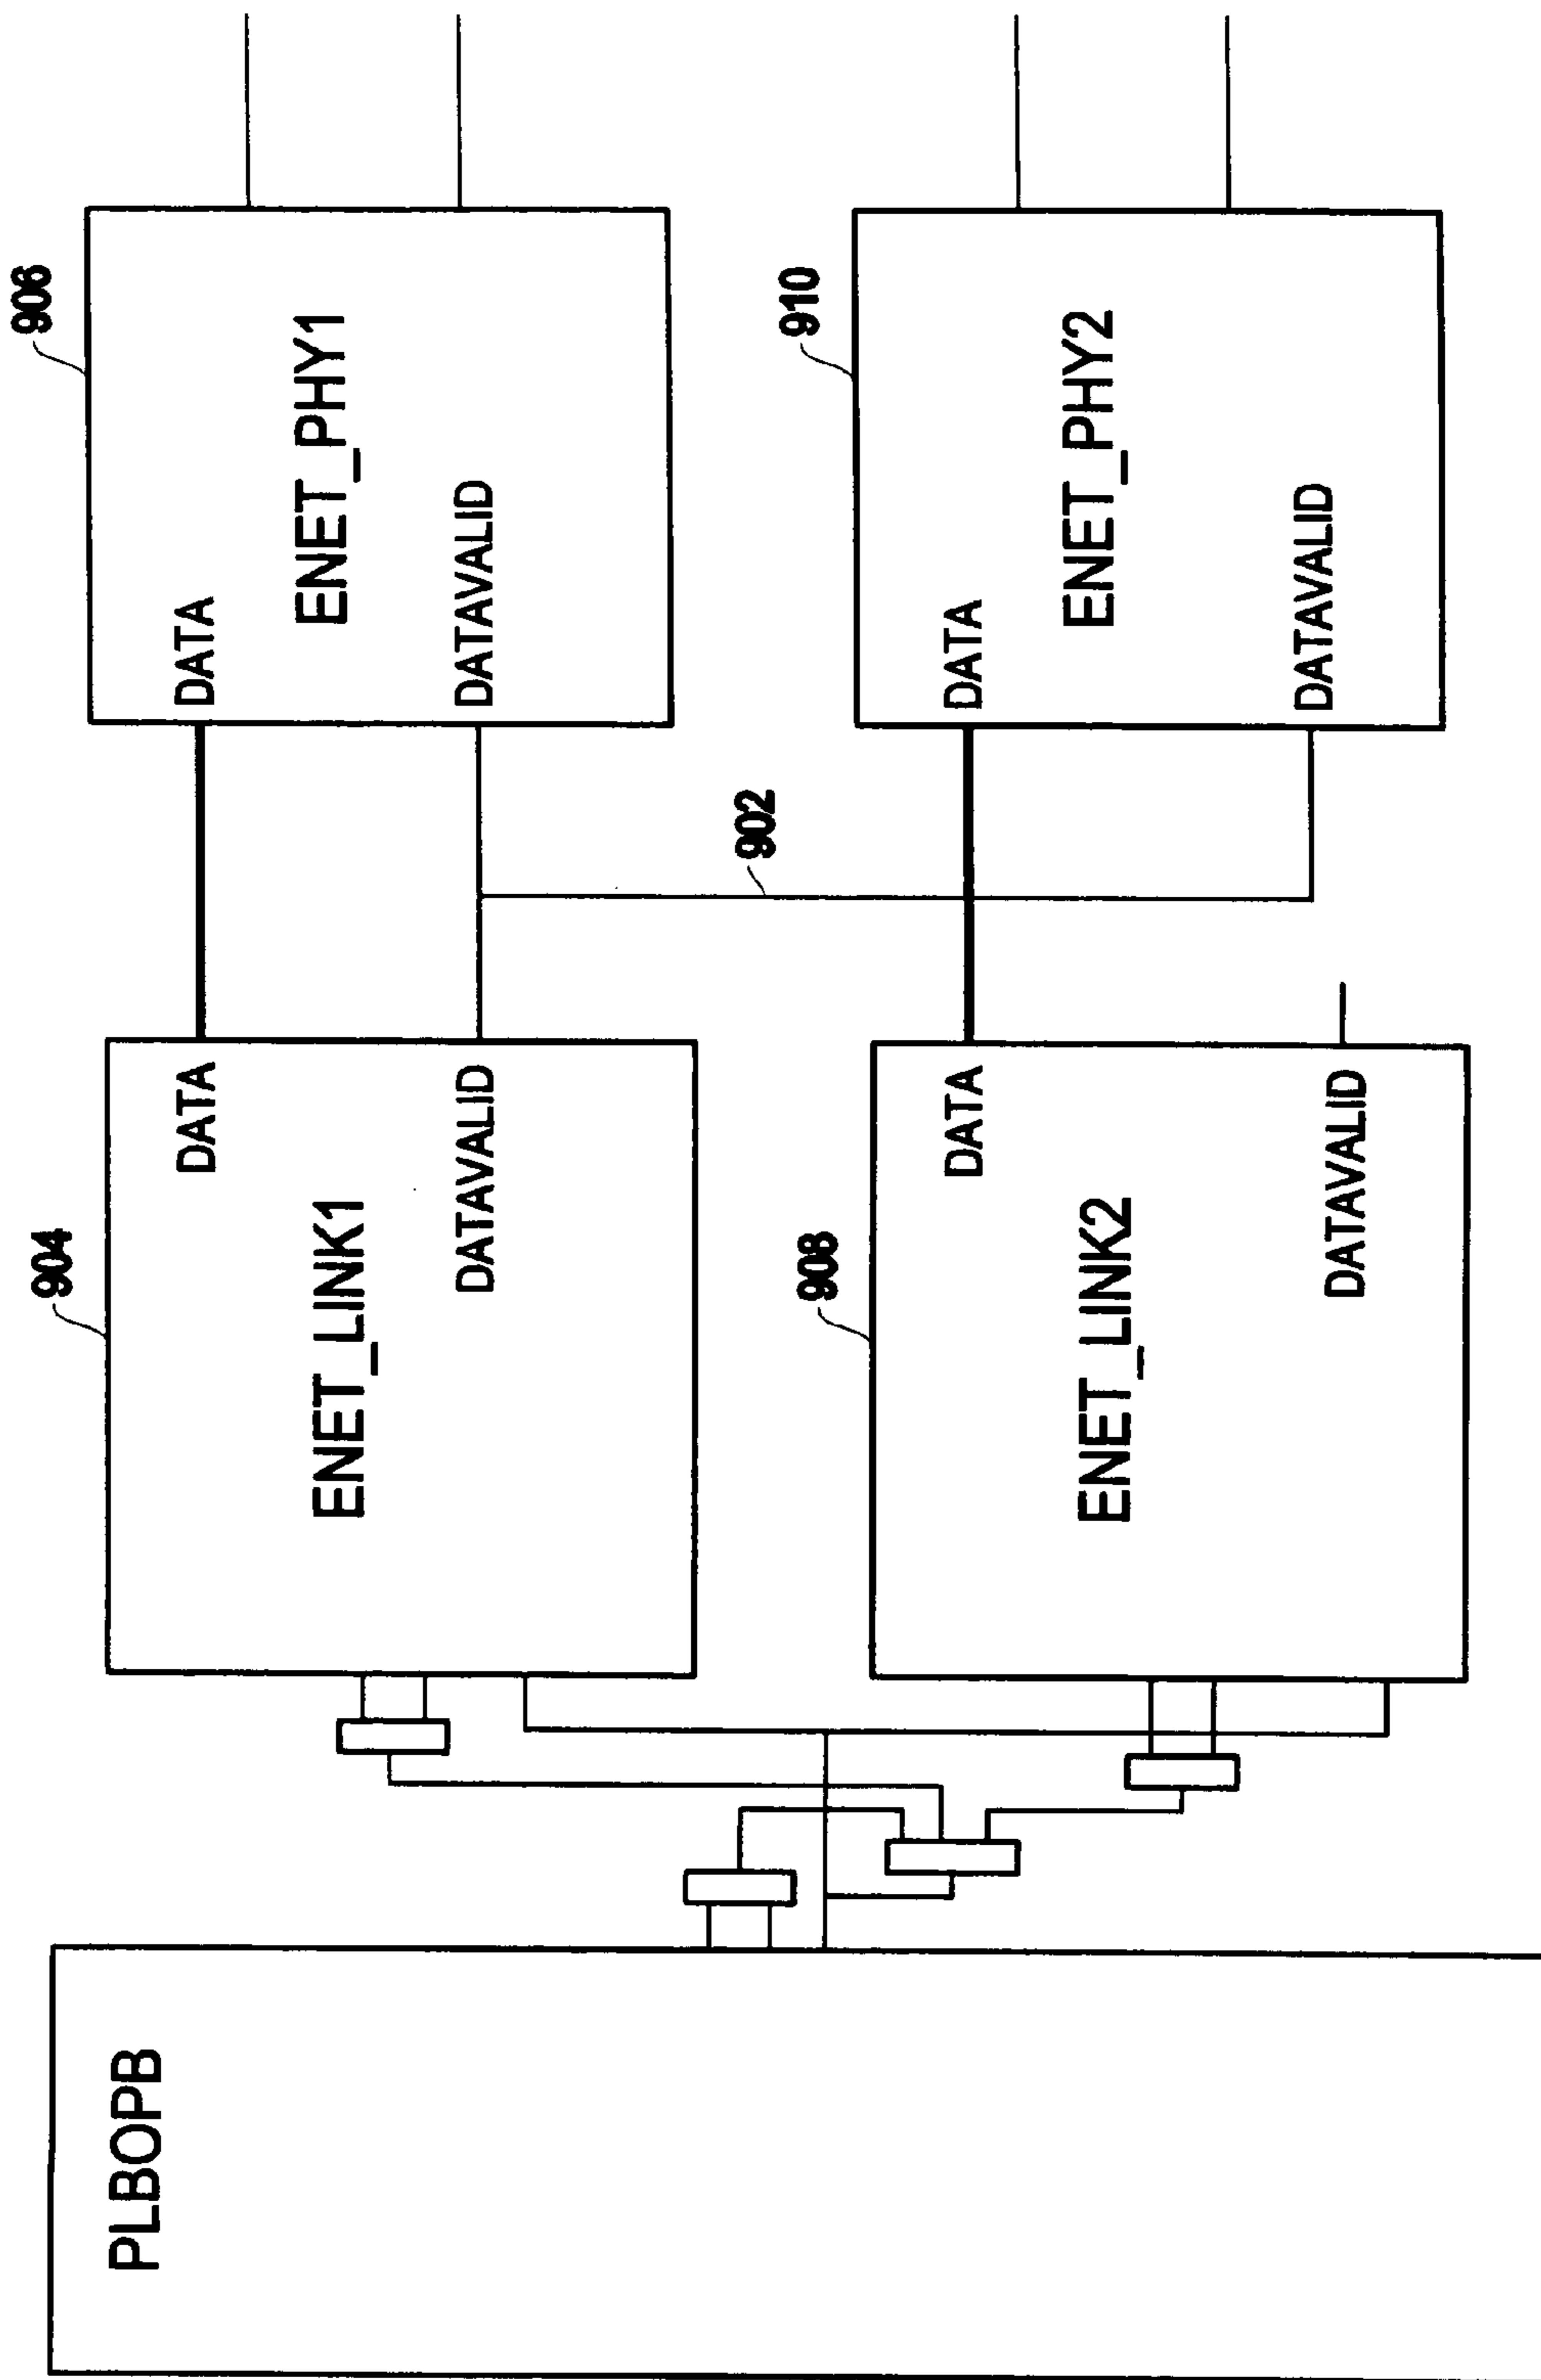 PLBOPB
904
ENET_LINK1
DATA
DATAVALID
906
ENET_PHY1
DATA
DATAVALID
902
908
ENET_LINK2
DATA
DATAVALID
910
ENET_PHY2
DATA
DATAVALID